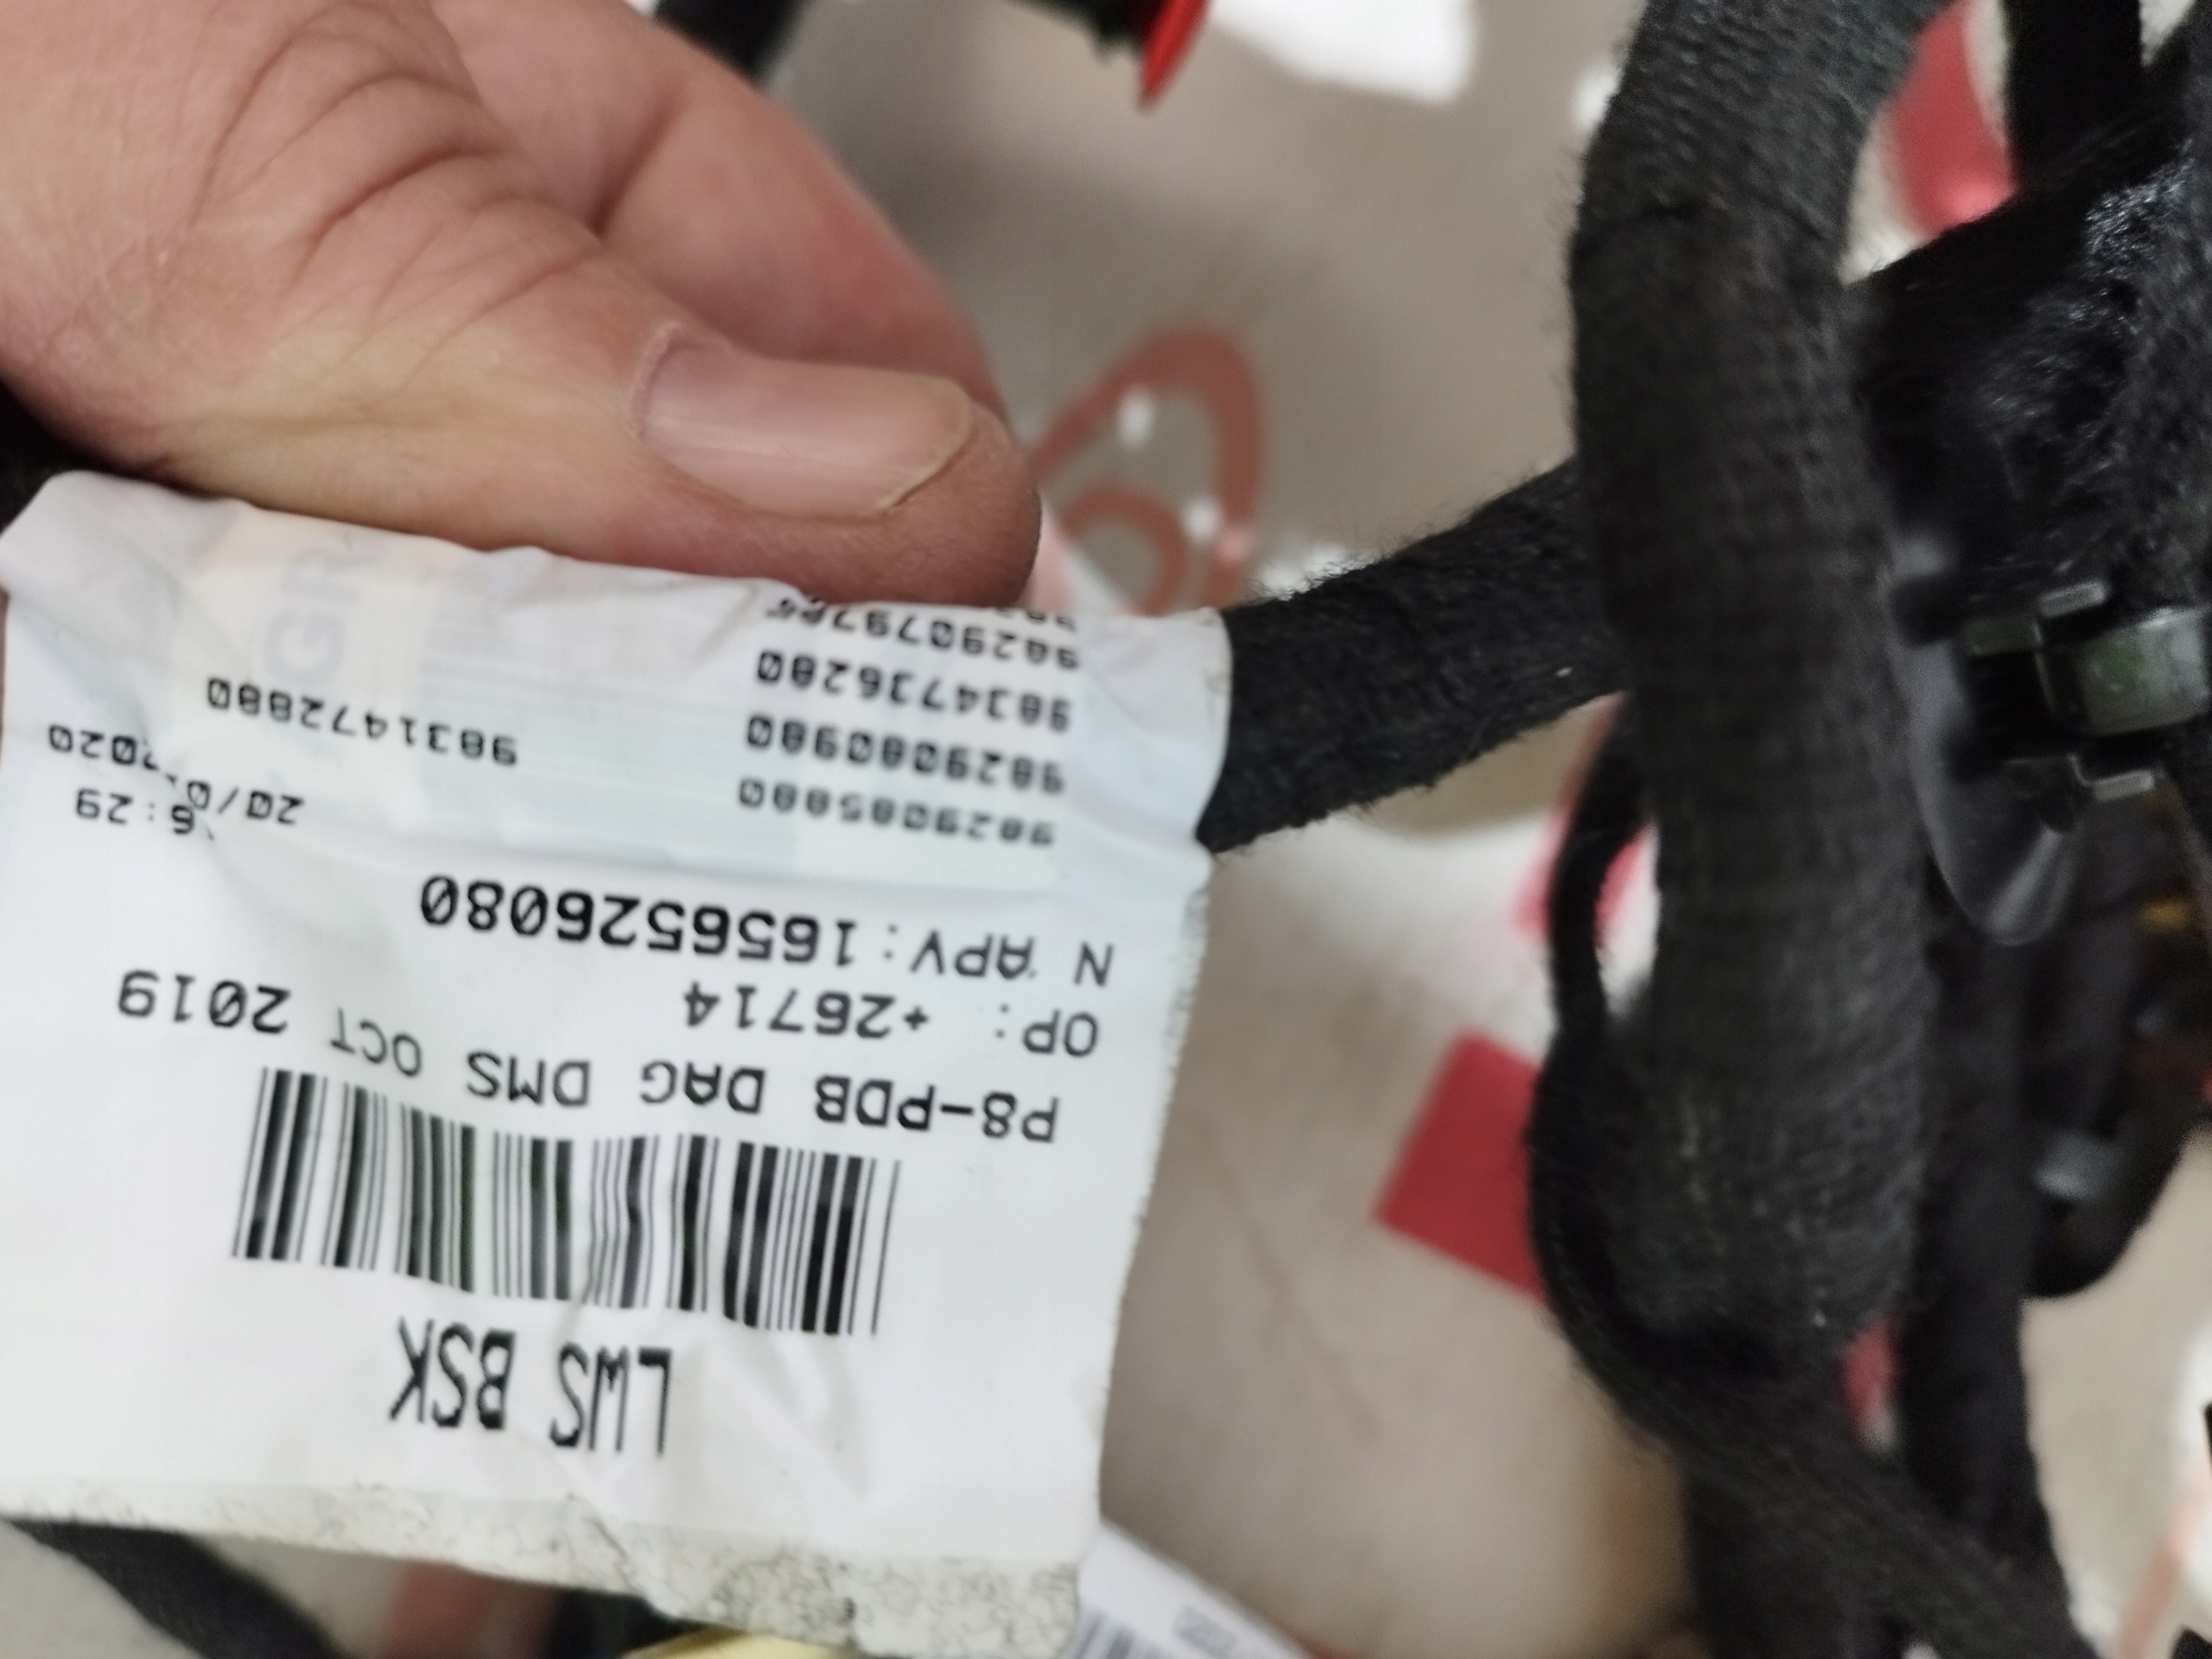 LWS BSK
P8-PDB DAG DMS OCT 2019
OP: +26714
N APV:1656526080
9829085880
9829080980
9834736280
9831472880